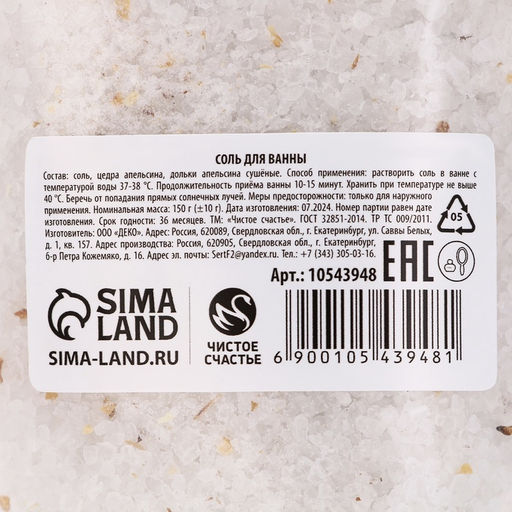 СОЛЬ ДЛЯ ВАННЫ
Состав: соль, цедра апельсина, дольки апельсина сушёные. Способ применения: растворить соль в ванне с
температурой воды 37-38 °C. Продолжительность приёма ванны 10-15 минут. Хранить при температуре не выше
40 °C. Беречь от попадания прямых солнечных лучей. Меры предосторожности: только для наружного
применения. Номинальная масса: 150 г (±10 г). Дата изготовления: 07.2024. Номер партии равен дате
изготовления. Срок годности: 36 месяцев. ТМ: «Чистое счастье». ГОСТ 32851-2014. ТР ТС 009/2011.
Изготовитель: ООО «ДЕКО». Адрес: Россия, 620089, Свердловская обл., г. Екатеринбург, ул. Саввы Белых,
д. 1, кв. 157. Адрес производства: Россия, 620905, Свердловская обл., г. Екатеринбург,
б-р Петра Кожемяко, д. 16. Эл. почты: SertF2@yandex.ru. Тел.: +7 (343) 305-03-16.
05
Арт.: 10543948
EAC
SIMA
LAND
SIMA-LAND.RU
ЧИСТОЕ
СЧАСТЬЕ
6 900105 439481